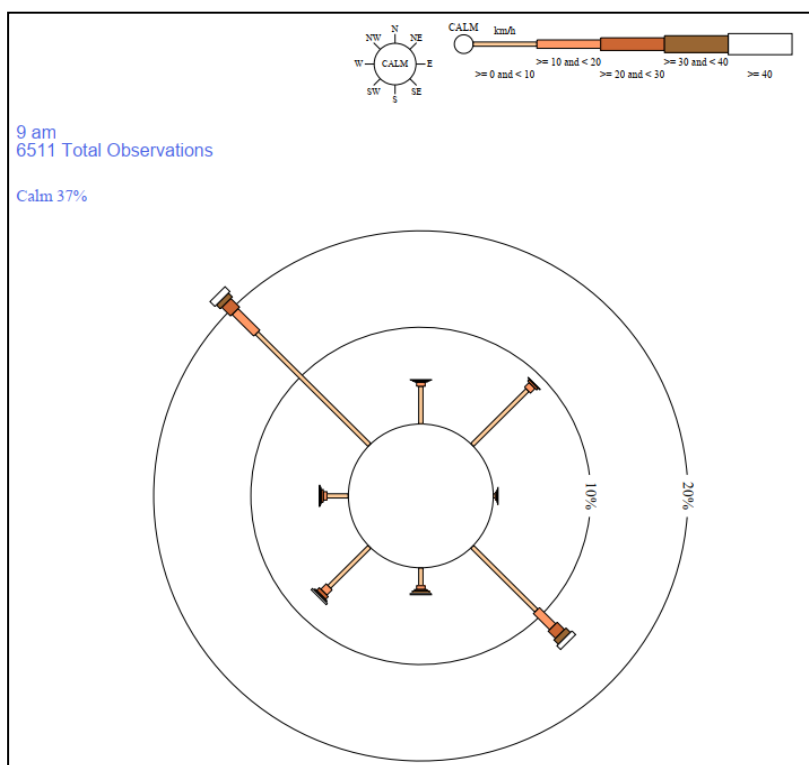 N
NW NE
W CALM E
SW SE
S
CALM km/h
>= 10 and < 20 >= 30 and < 40
>= 0 and < 10 >= 20 and < 30 >= 40
9 am
6511 Total Observations
Calm 37%
10% 20%